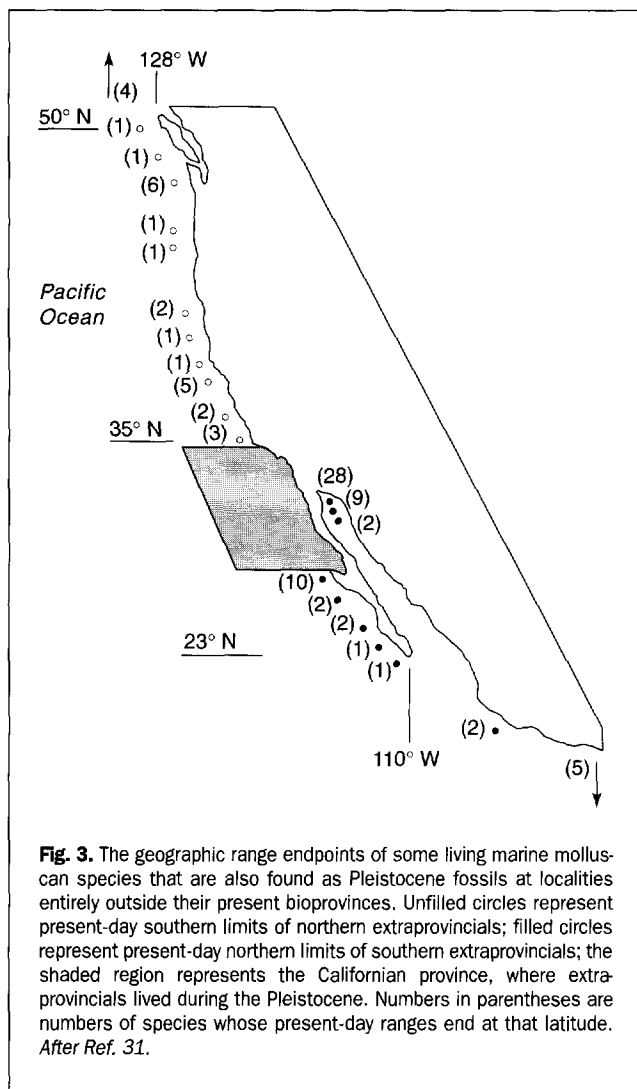 128° W
(4)
50° N
(1)
(1)
(6)
(1)
(1)
Pacific
Ocean
(2)
(1)
(1)
(5)
(2)
35° N
(3)
(28)
(9)
(2)
(10)
(2)
(2)
23° N
(1)
(1)
(2)
110° W
(5)
Fig. 3. The geographic range endpoints of some living marine mollus-
can species that are also found as Pleistocene fossils at localities
entirely outside their present bioprovinces. Unfilled circles represent
present-day southern limits of northern extraprovincials; filled circles
represent present-day northern limits of southern extraprovincials; the
shaded region represents the Californian province, where extra-
provincials lived during the Pleistocene. Numbers in parentheses are
numbers of species whose present-day ranges end at that latitude.
After Ref. 31.